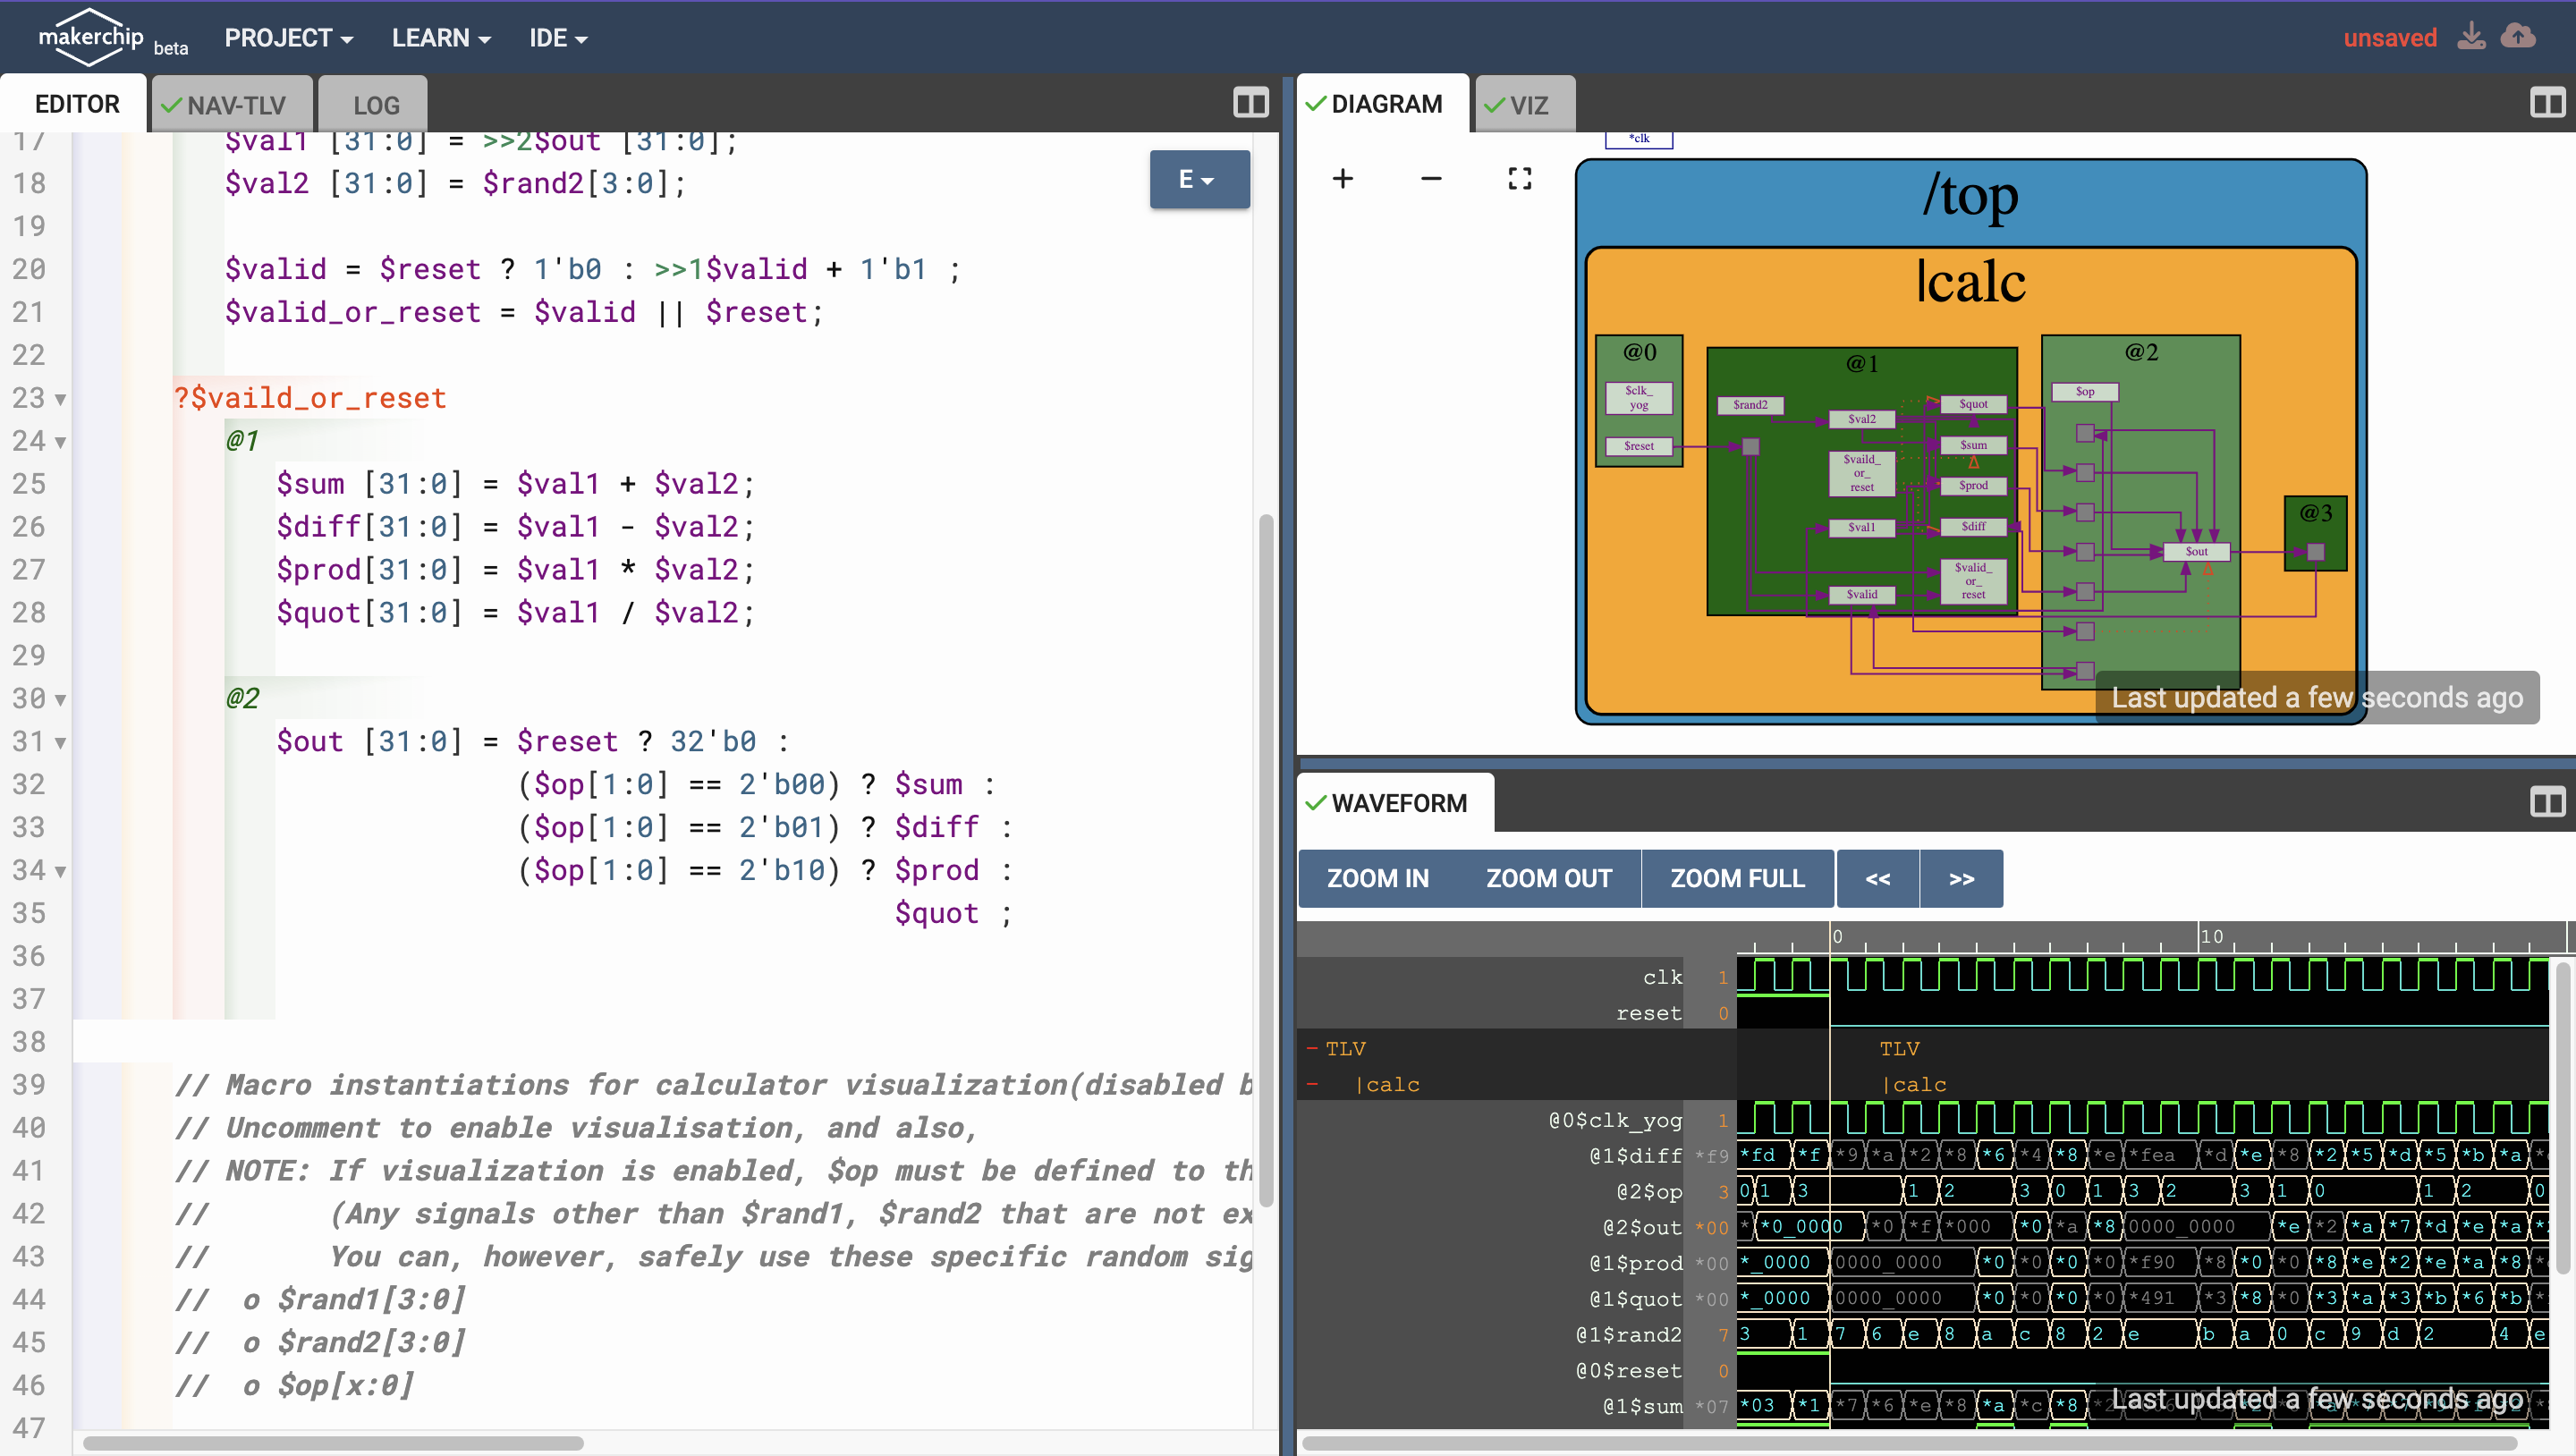 makerchip beta PROJECT LEARN IDE unsaved
EDITOR NAV-TLV LOG
17 $val1 [31:0] = >>2$out [31:0];
18 $val2 [31:0] = $rand2[3:0];
E
19
20 $valid = $reset ? 1'b0 : >>1$valid + 1'b1 ;
21 $valid_or_reset = $valid || $reset;
22
23 ?$vaild_or_reset
24 @1
25 $sum [31:0] = $val1 + $val2;
26 $diff[31:0] = $val1 - $val2;
27 $prod[31:0] = $val1 * $val2;
28 $quot[31:0] = $val1 / $val2;
29
30 @2
31 $out [31:0] = $reset ? 32'b0 :
32 ($op[1:0] == 2'b00) ? $sum :
33 ($op[1:0] == 2'b01) ? $diff :
34 ($op[1:0] == 2'b10) ? $prod :
35 $quot ;
36
37
38
39 // Macro instantiations for calculator visualization(disabled b
40 // Uncomment to enable visualisation, and also,
41 // NOTE: If visualization is enabled, $op must be defined to th
42 // (Any signals other than $rand1, $rand2 that are not ex
43 // You can, however, safely use these specific random sig
44 // o $rand1[3:0]
45 // o $rand2[3:0]
46 // o $op[x:0]
47
DIAGRAM VIZ
*clk
/top
|calc
@0
$clk_
yog
$reset
@1
$rand2
$val2
$vaild_
or_
reset
$val1
$valid
$quot
$sum
$prod
$diff
$valid_
or_
reset
@2
$op
$out
@3
Last updated a few seconds ago
WAVEFORM
ZOOM IN ZOOM OUT ZOOM FULL << >>
0 10
clk 1
reset 0
TLV TLV
|calc |calc
@0$clk_yog 1
@1$diff *f9 *fd *f *9 *a *2 *8 *6 *4 *8 *e *fea *d *e *8 *2 *5 *d *5 *b *a
@2$op 3 0 1 3 1 2 3 0 1 3 2 3 1 0 1 2 0
@2$out *00 * *0_0000 *0 *f *000 *0 *a *8 0000_0000 *e *2 *a *7 *d *e *a
@1$prod *00 *_0000 0000_0000 *0 *0 *0 *0 *f90 *8 *0 *0 *8 *e *2 *e *a *8 *
@1$quot *00 *_0000 0000_0000 *0 *0 *0 *0 *491 *3 *8 *0 *3 *a *3 *b *6 *b *
@1$rand2 7 3 1 7 6 e 8 a c 8 2 e b a 0 c 9 d 2 4 e
@0$reset 0
@1$sum *07 *03 *1 *7 *6 *e *8 *a *c *8
Last updated a few seconds ago